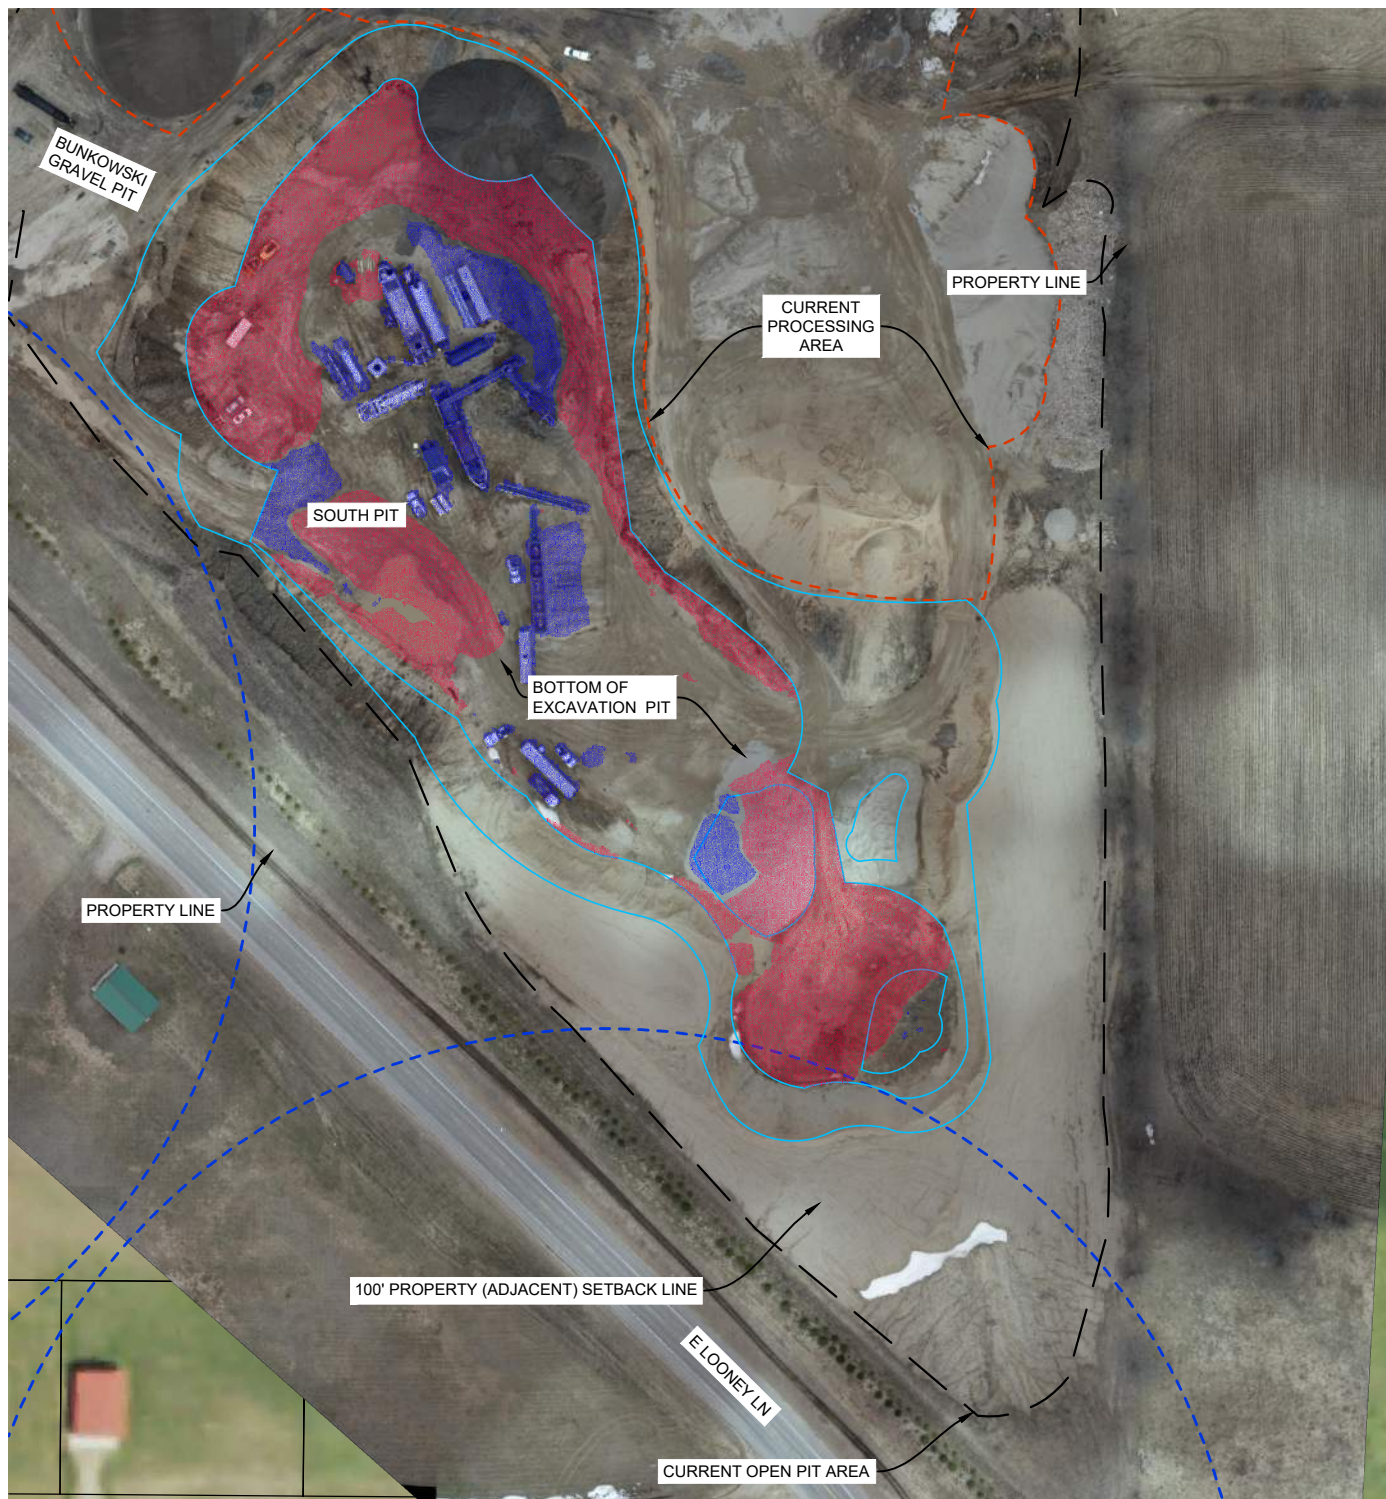 BUNKOWSKI
GRAVEL PIT
PROPERTY LINE
CURRENT
PROCESSING
AREA
SOUTH PIT
BOTTOM OF
EXCAVATION PIT
PROPERTY LINE
100' PROPERTY (ADJACENT) SETBACK LINE
E LOONEY LN
CURRENT OPEN PIT AREA